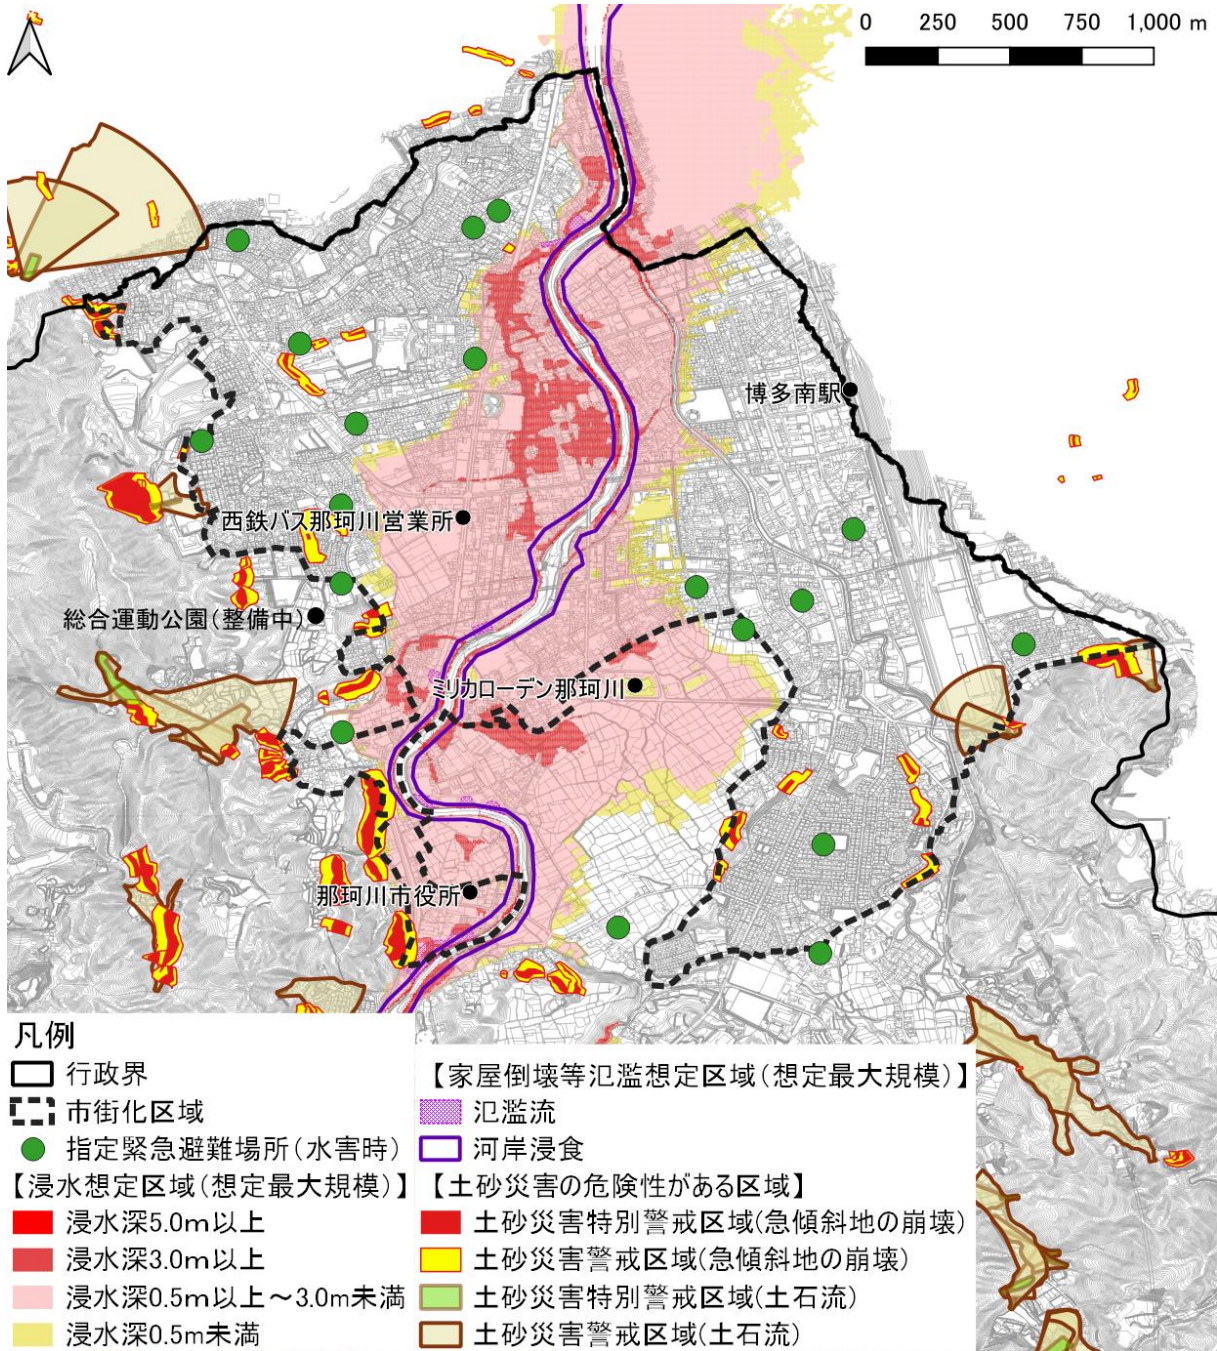 0 250 500 750 1,000 m
博多南駅
西鉄バス那珂川営業所
総合運動公園(整備中)
ミリカローデン那珂川
那珂川市役所
凡例
行政界
市街化区域
指定緊急避難場所(水害時)
【浸水想定区域(想定最大規模)】
浸水深5.0m以上
浸水深3.0m以上
浸水深0.5m以上~3.0m未満
浸水深0.5m未満
【家屋倒壊等氾濫想定区域(想定最大規模)】
氾濫流
河岸浸食
【土砂災害の危険性がある区域】
土砂災害特別警戒区域(急傾斜地の崩壊)
土砂災害警戒区域(急傾斜地の崩壊)
土砂災害特別警戒区域(土石流)
土砂災害警戒区域(土石流)